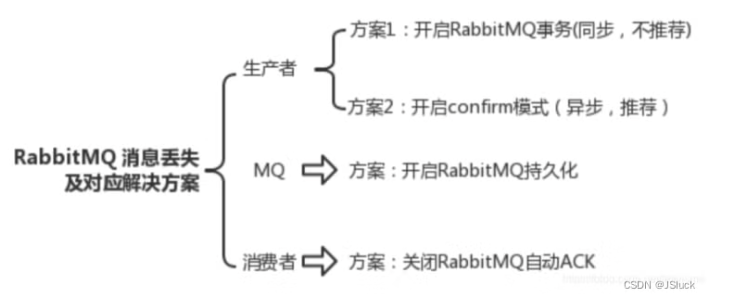 方案1：开启RabbitMQ事务(同步，不推荐)
生产者
方案2：开启confirm模式（异步，推荐）
RabbitMQ 消息丢失
及对应解决方案
MQ
方案：开启RabbitMQ持久化
消费者
方案：关闭RabbitMQ自动ACK
CSDN @JSluck